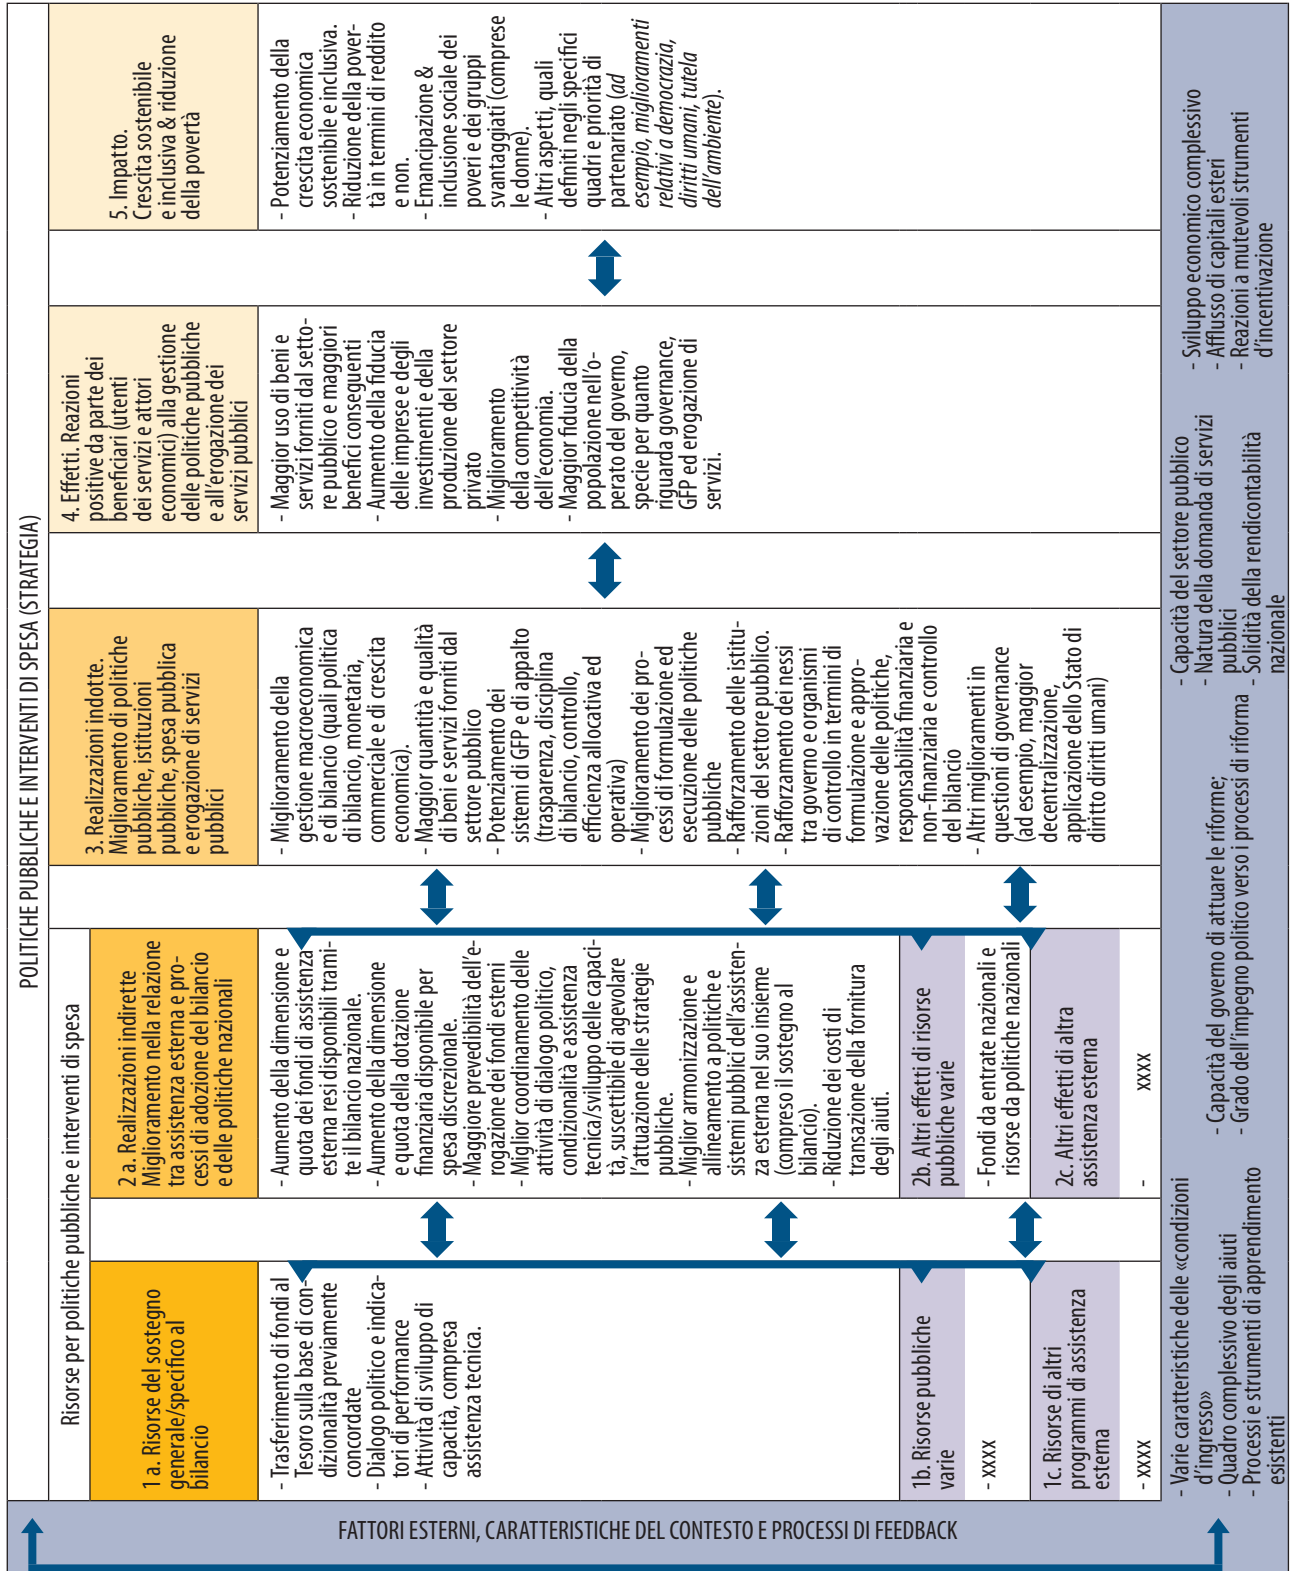 POLITICHE PUBBLICHE E INTERVENTI DI SPESA (STRATEGIA)
Risorse per politiche pubbliche e interventi di spesa
1 a. Risorse del sostegno
generale/specifico al
bilancio
- Trasferimento di fondi al
Tesoro sulla base di con-
dizionalità previamente
concordate
- Dialogo politico e indica-
tori di performance
- Attività di sviluppo di
capacità, compresa
assistenza tecnica.
1b. Risorse pubbliche
varie
- xxxx
1c. Risorse di altri
programmi di assistenza
esterna
- xxxx
2 a. Realizzazioni indirette
Miglioramento nella relazione
tra assistenza esterna e pro-
cessi di adozione del bilancio
e delle politiche nazionali
- Aumento della dimensione e
quota dei fondi di assistenza
esterna resi disponibili trami-
te il bilancio nazionale.
- Aumento della dimensione
e quota della dotazione
finanziaria disponibile per
spesa discrezionale.
- Maggiore prevedibilità dell'e-
rogazione dei fondi esterni
- Miglior coordinamento delle
attività di dialogo politico,
condizionalità e assistenza
tecnica/sviluppo delle capaci-
tà, suscettibile di agevolare
l'attuazione delle strategie
pubbliche.
- Miglior armonizzazione e
allineamento a politiche e
sistemi pubblici dell'assisten-
za esterna nel suo insieme
(compreso il sostegno al
bilancio).
- Riduzione dei costi di
transazione della fornitura
degli aiuti.
2b. Altri effetti di risorse
pubbliche varie
- Fondi da entrate nazionali e
risorse da politiche nazionali
2c. Altri effetti di altra
assistenza esterna
- xxxx
3. Realizzazioni indotte.
Miglioramento di politiche
pubbliche, istituzioni
pubbliche, spesa pubblica
e erogazione di servizi
pubblici
- Miglioramento della
gestione macroeconomica
e di bilancio (quali politica
di bilancio, monetaria,
commerciale e di crescita
economica).
- Maggior quantità e qualità
di beni e servizi forniti dal
settore pubblico
- Potenziamento dei
sistemi di GFP e di appalto
(trasparenza, disciplina
di bilancio, controllo,
efficienza allocativa ed
operativa)
- Miglioramento dei pro-
cessi di formulazione ed
esecuzione delle politiche
pubbliche
- Rafforzamento delle istitu-
zioni del settore pubblico.
- Rafforzamento dei nessi
tra governo e organismi
di controllo in termini di
formulazione e appro-
vazione delle politiche,
responsabilità finanziaria e
non-finanziaria e controllo
del bilancio
- Altri miglioramenti in
questioni di governance
(ad esempio, maggior
decentralizzazione,
applicazione dello Stato di
diritto diritti umani)
4. Effetti. Reazioni
positive da parte dei
beneficiari (utenti
dei servizi e attori
economici) alla gestione
delle politiche pubbliche
e all'erogazione dei
servizi pubblici
- Maggior uso di beni e
servizi forniti dal setto-
re pubblico e maggiori
benefici conseguenti
- Aumento della fiducia
delle imprese e degli
investimenti e della
produzione del settore
privato
- Miglioramento
della competitività
dell'economia.
- Maggior fiducia della
popolazione nell'o-
perato del governo,
specie per quanto
riguarda governance,
GFP ed erogazione di
servizi.
5. Impatto.
Crescita sostenibile
e inclusiva & riduzione
della povertà
- Potenziamento della
crescita economica
sostenibile e inclusiva.
- Riduzione della pover-
tà in termini di reddito
e non.
- Emancipazione &
inclusione sociale dei
poveri e dei gruppi
svantaggiati (comprese
le donne).
- Altri aspetti, quali
definiti negli specifici
quadri e priorità di
partenariato (ad
esempio, miglioramenti
relativi a democrazia,
diritti umani, tutela
dell'ambiente).
FATTORI ESTERNI, CARATTERISTICHE DEL CONTESTO E PROCESSI DI FEEDBACK
- Varie caratteristiche delle «condizioni
d'ingresso»
- Quadro complessivo degli aiuti
- Processi e strumenti di apprendimento
esistenti
- Capacità del governo di attuare le riforme;
- Grado dell'impegno politico verso i processi di riforma
- Capacità del settore pubblico
- Natura della domanda di servizi
pubblici
- Solidità della rendicontabilità
nazionale
- Sviluppo economico complessivo
- Afflusso di capitali esteri
- Reazioni a mutevoli strumenti
d'incentivazione